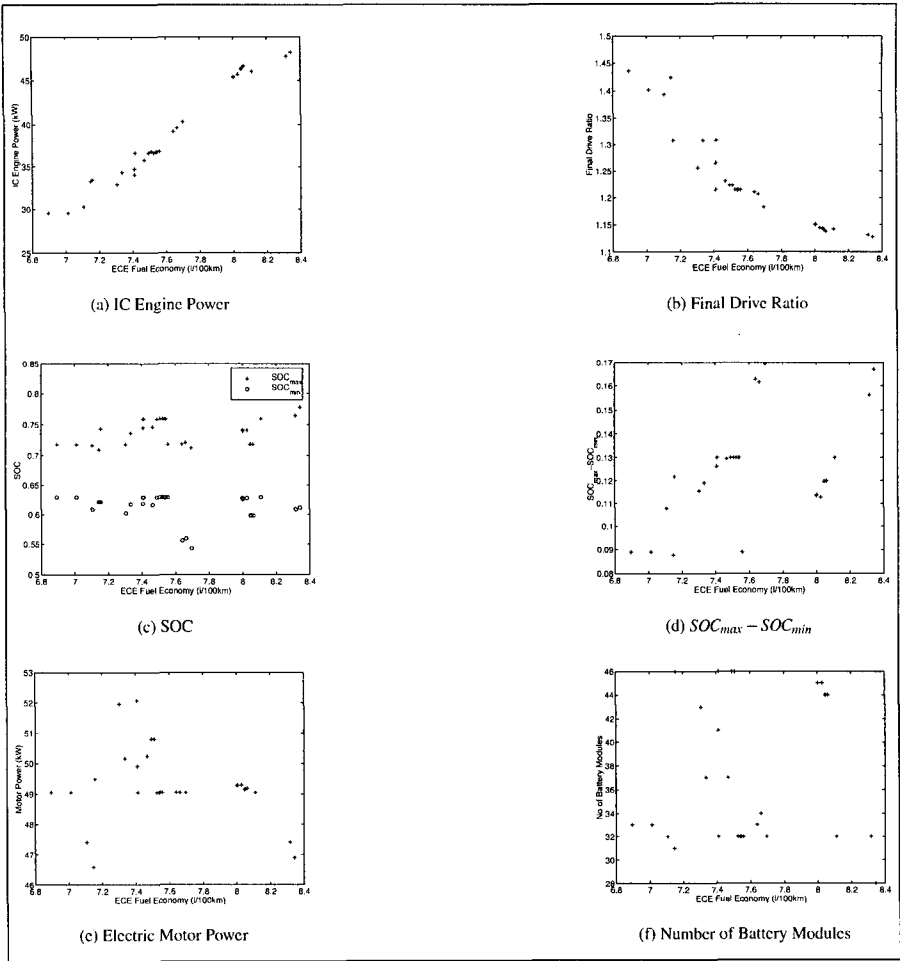 50
45
40
35
30
25
IC Engine Power (kW)
6.8 7 7.2 7.4 7.6 7.8 8 8.2 8.4
ECE Fuel Economy (l/100km)
(a) IC Engine Power
1.5
1.45
1.4
1.35
1.3
1.25
1.2
1.15
1.1
Final Drive Ratio
6.8 7 7.2 7.4 7.6 7.8 8 8.2 8.4
ECE Fuel Economy (l/100km)
(b) Final Drive Ratio
0.85
0.8
0.75
0.7
0.65
0.6
0.55
0.5
SOC
SOCmax
SOCmin
6.8 7 7.2 7.4 7.6 7.8 8 8.2 8.4
ECE Fuel Economy (l/100km)
(c) SOC
0.17
0.16
0.15
0.14
0.13
0.12
0.11
0.1
0.09
0.08
SOCmax-SOCmin
6.8 7 7.2 7.4 7.6 7.8 8 8.2 8.4
ECE Fuel Economy (l/100km)
(d) SOCmax − SOCmin
53
52
51
50
49
48
47
46
Motor Power (kW)
6.8 7 7.2 7.4 7.6 7.8 8 8.2 8.4
ECE Fuel Economy (l/100km)
(e) Electric Motor Power
46
44
42
40
38
36
34
32
30
28
No of Battery Modules
6.8 7 7.2 7.4 7.6 7.8 8 8.2 8.4
ECE Fuel Economy (l/100km)
(f) Number of Battery Modules